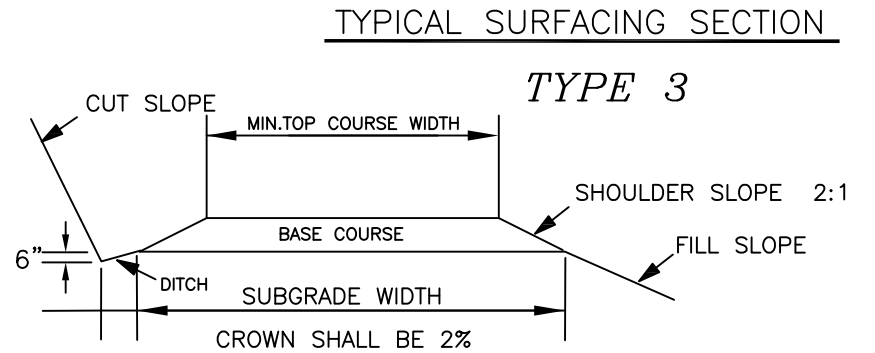 TYPICAL SURFACING SECTION
TYPE 3
CUT SLOPE
MIN.TOP COURSE WIDTH
SHOULDER SLOPE 2:1
BASE COURSE
FILL SLOPE
6"
DITCH
SUBGRADE WIDTH
CROWN SHALL BE 2%